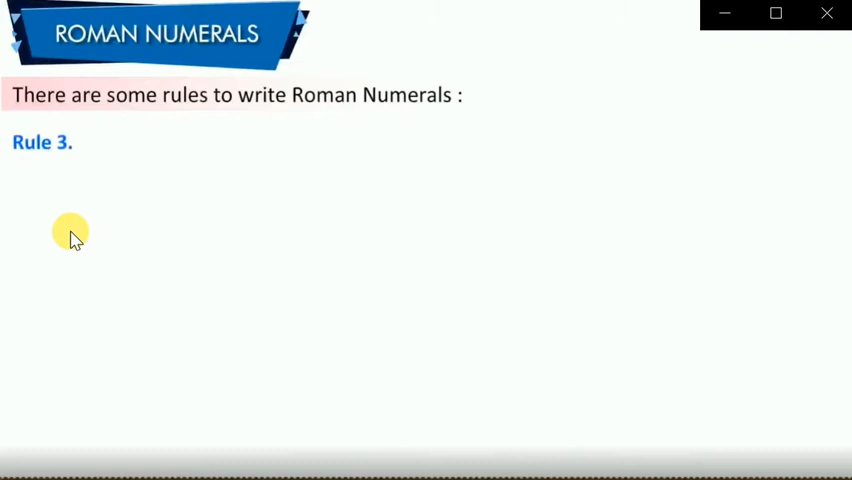 ROMAN NUMERALS
There are some rules to write Roman Numerals :
Rule 3.